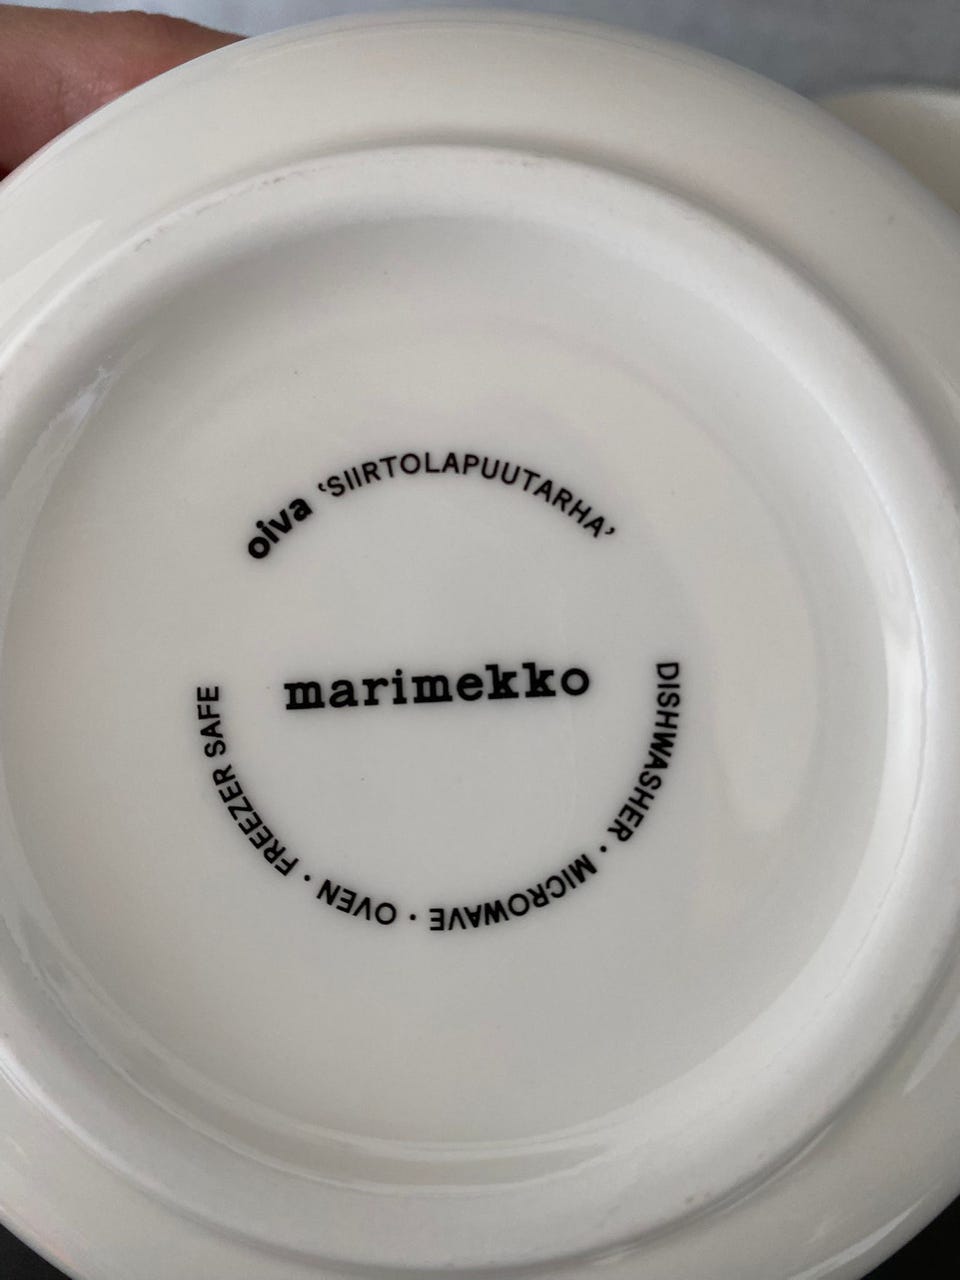 oiva ‘SIIRTOLAPUUTARHA’
marimekko
DISHWASHER · MICROWAVE · OVEN · FREEZER SAFE